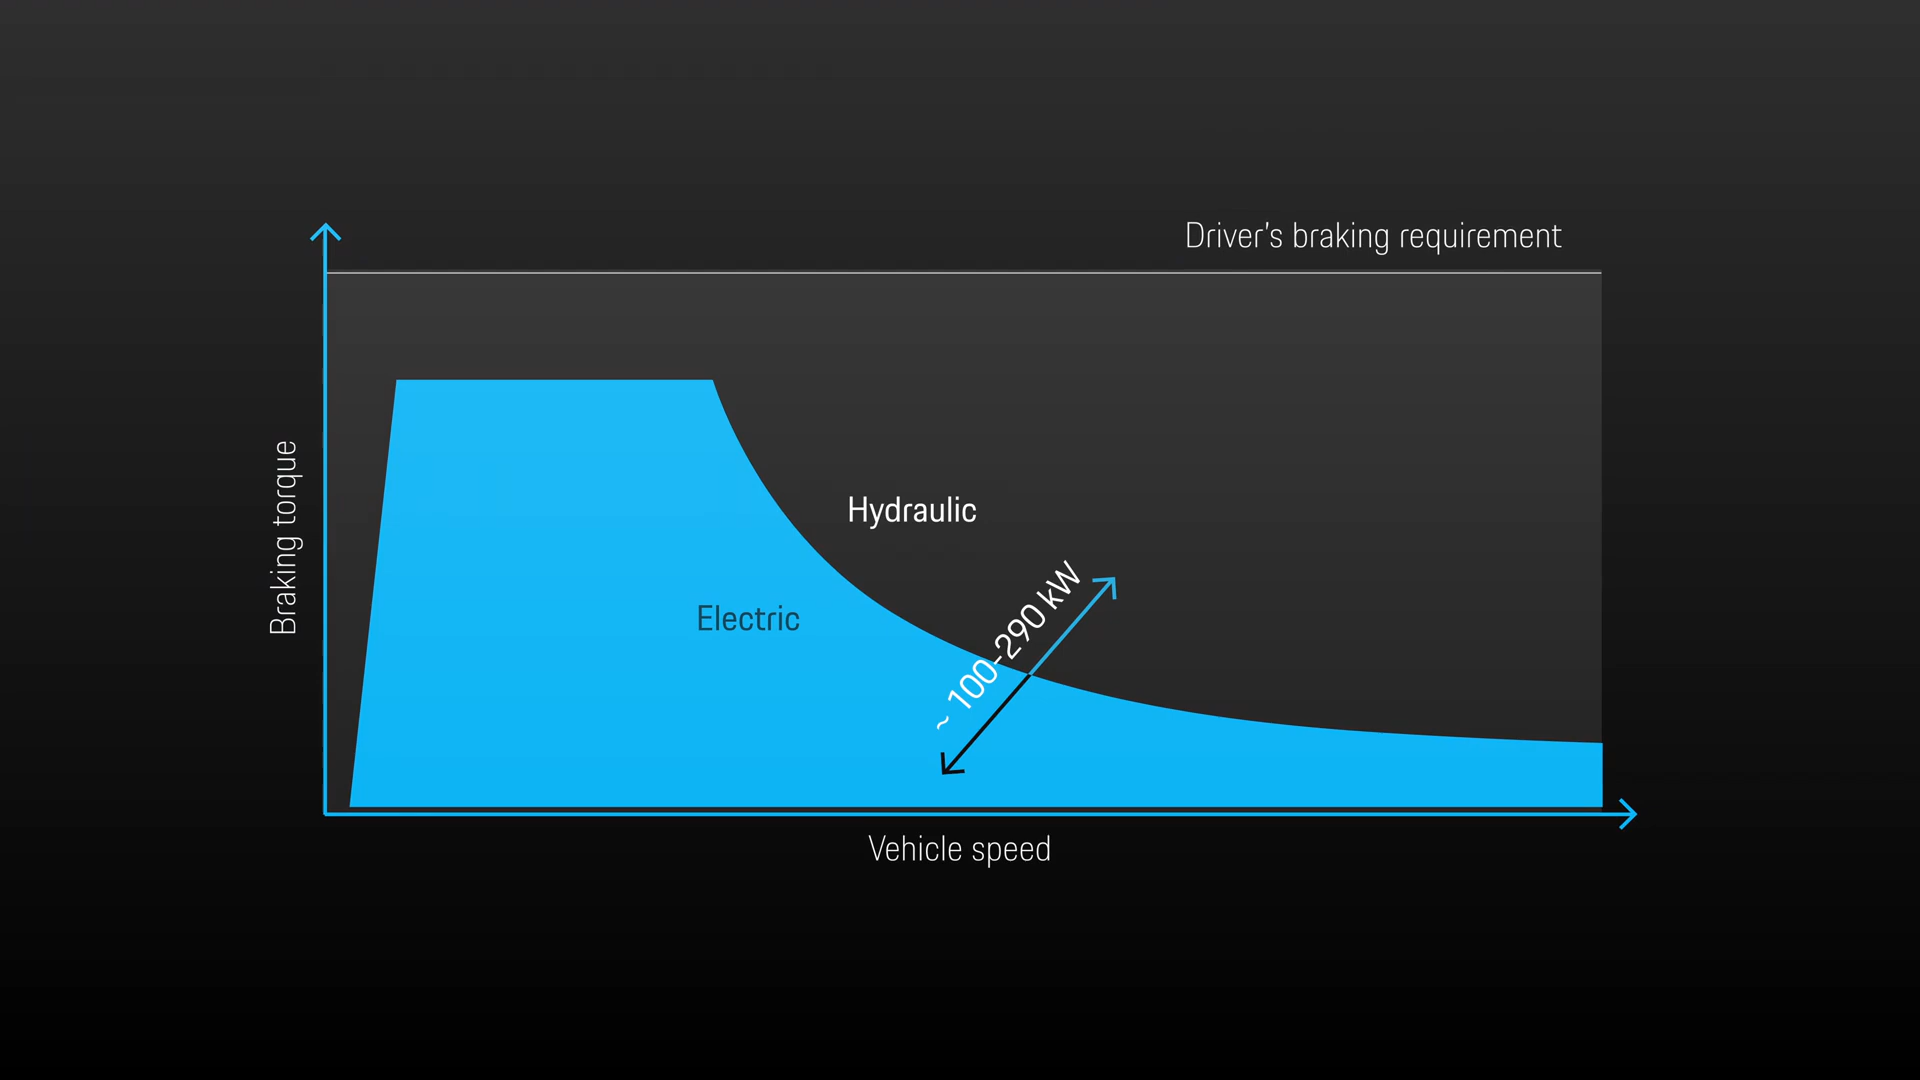 Driver's braking requirement
Braking torque
Hydraulic
Electric
~ 100-290 kW
Vehicle speed